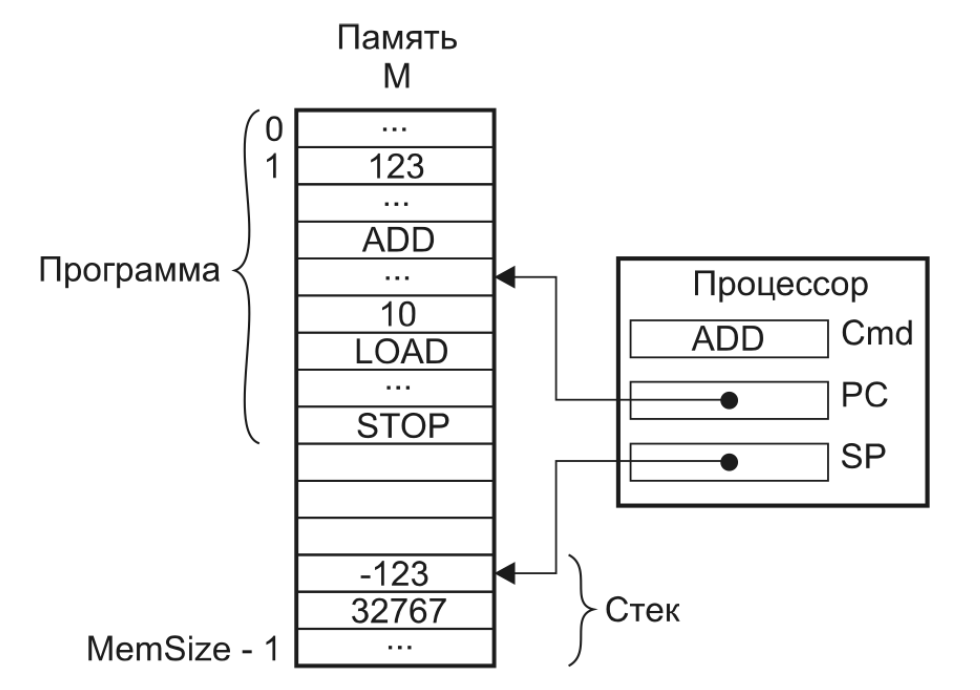 Память
М
0
...
1
123
...
ADD
Программа
...
10
LOAD
...
STOP
-123
32767
MemSize - 1
...
Стек
Процессор
ADD
Cmd
PC
SP